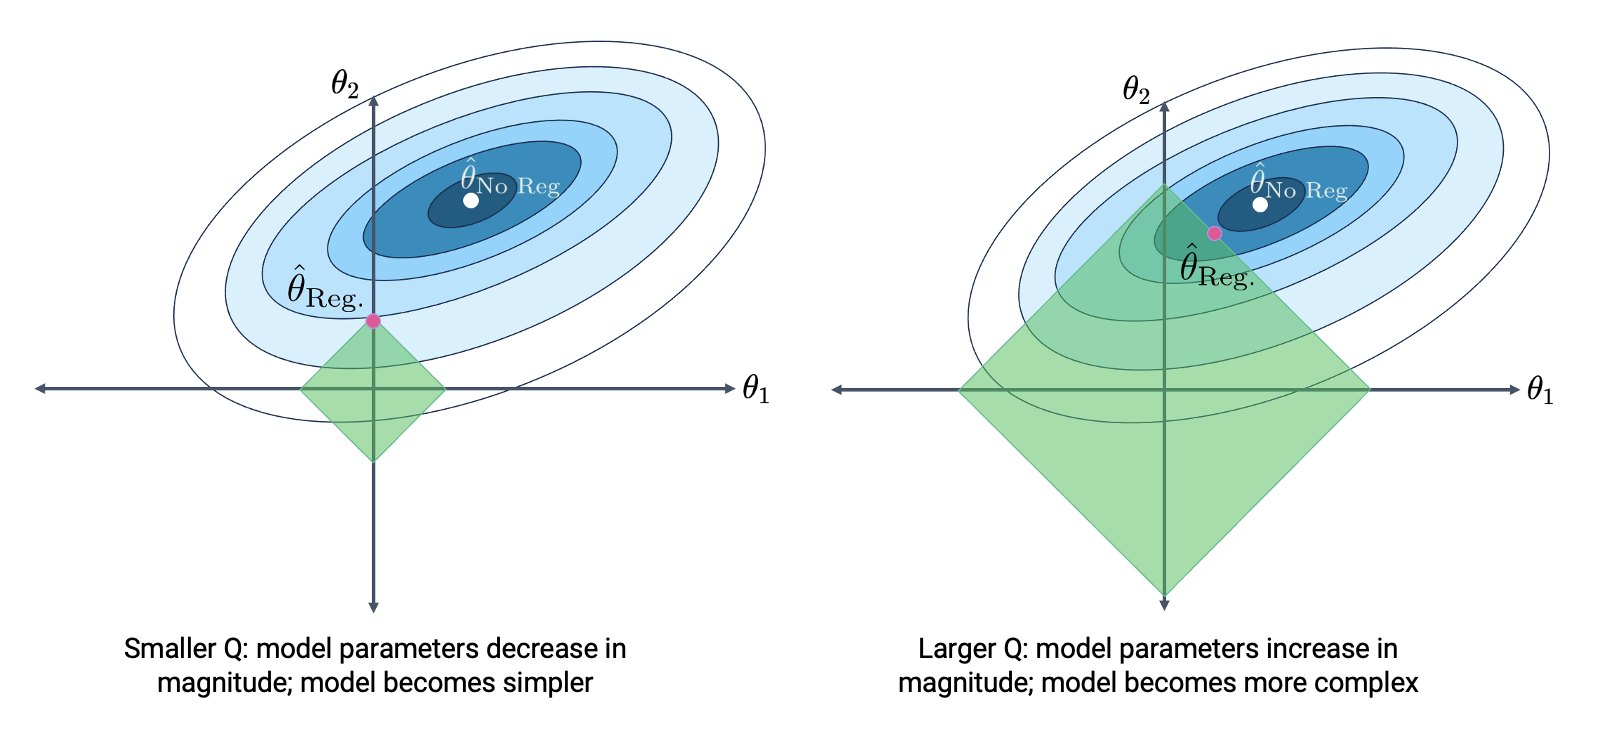 θ₂
θ̂No Reg
θ̂Reg.
θ₁
Smaller Q: model parameters decrease in
magnitude; model becomes simpler
θ₂
θ̂No Reg
θ̂Reg.
θ₁
Larger Q: model parameters increase in
magnitude; model becomes more complex